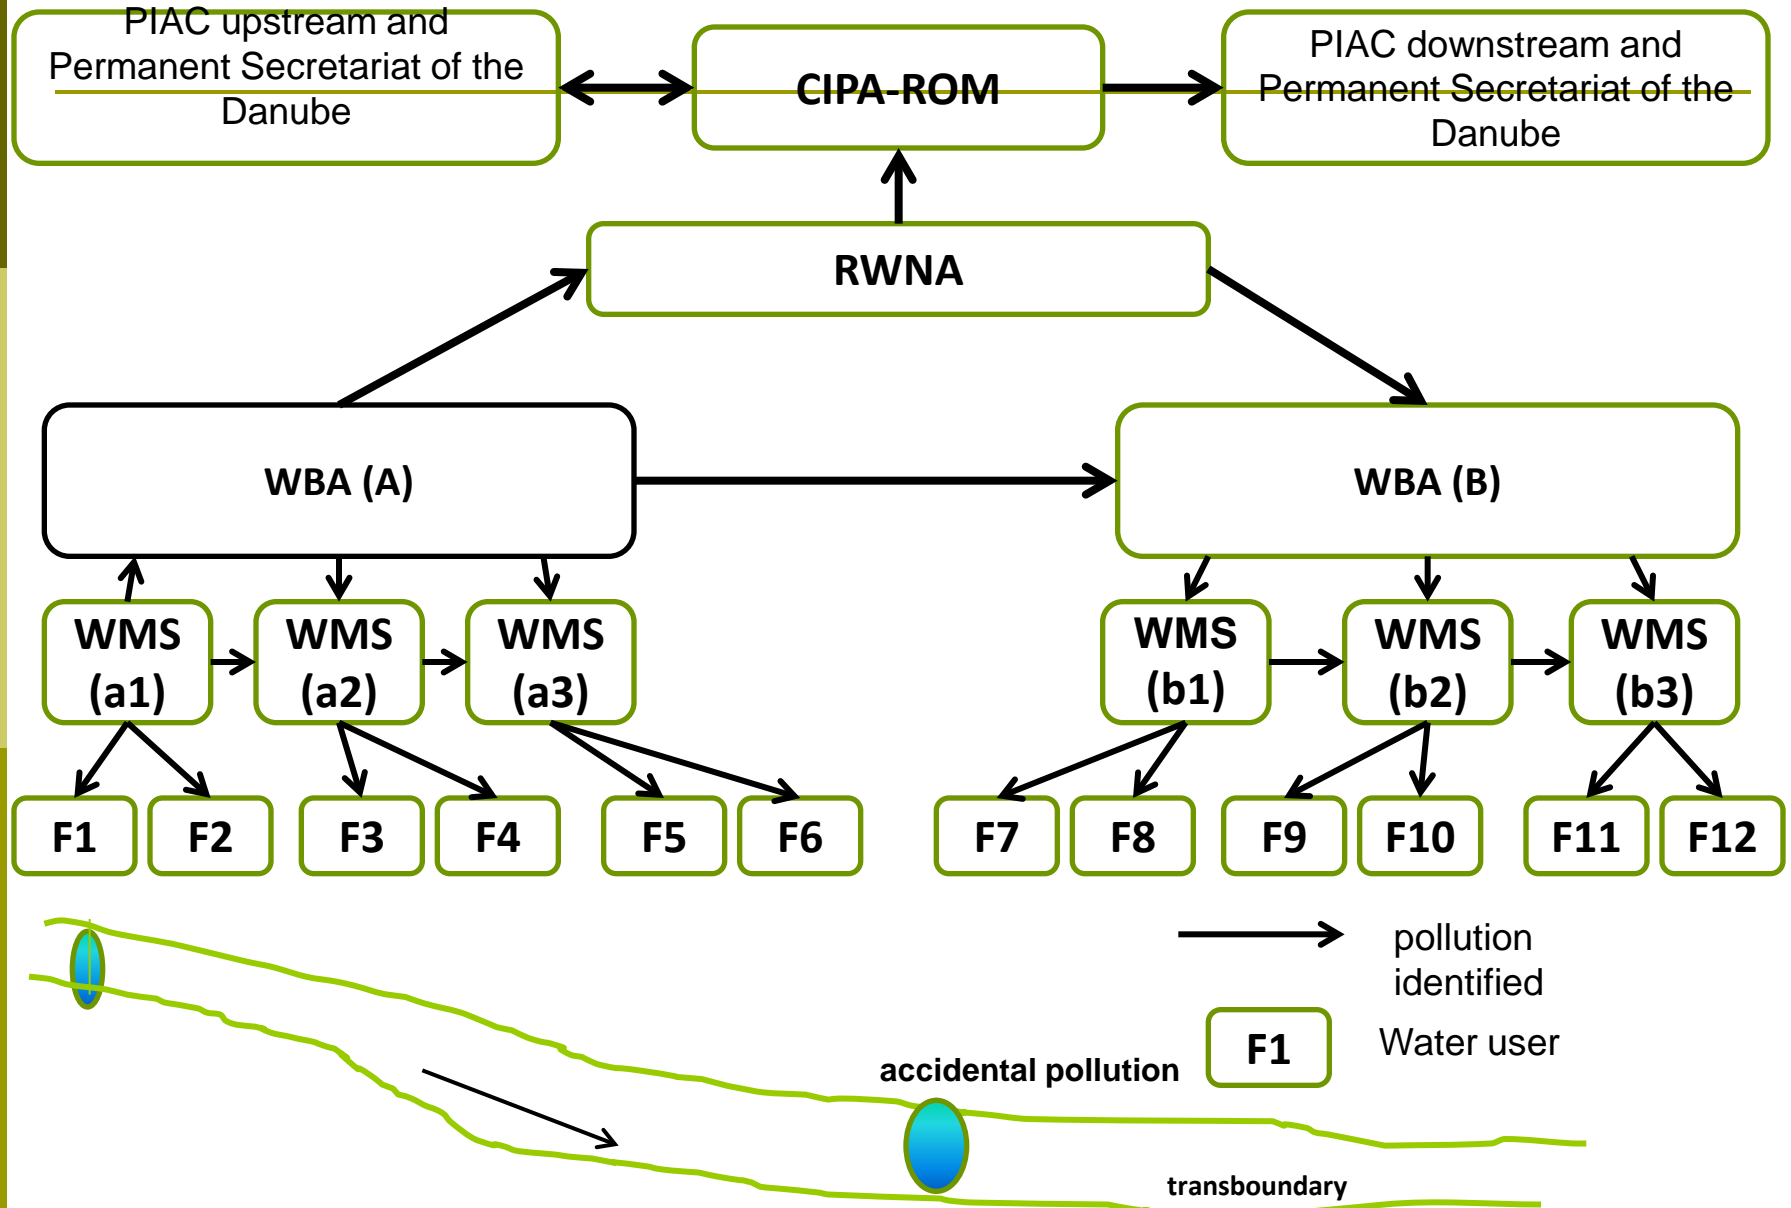 PIAC upstream and
Permanent Secretariat of the
Danube
CIPA-ROM
PIAC downstream and
Permanent Secretariat of the
Danube
RWNA
WBA (A)
WBA (B)
WMS
(a1)
WMS
(a2)
WMS
(a3)
WMS
(b1)
WMS
(b2)
WMS
(b3)
F1
F2
F3
F4
F5
F6
F7
F8
F9
F10
F11
F12
pollution
identified
F1
Water user
accidental pollution
transboundary